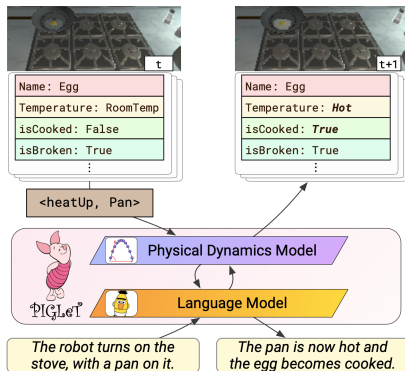 t
t+1
Name: Egg
Temperature: RoomTemp
isCooked: False
isBroken: True
⋮
Name: Egg
Temperature: Hot
isCooked: True
isBroken: True
⋮
<heatUp, Pan>
Physical Dynamics Model
Language Model
PIGLeT
The robot turns on the
stove, with a pan on it.
The pan is now hot and
the egg becomes cooked.